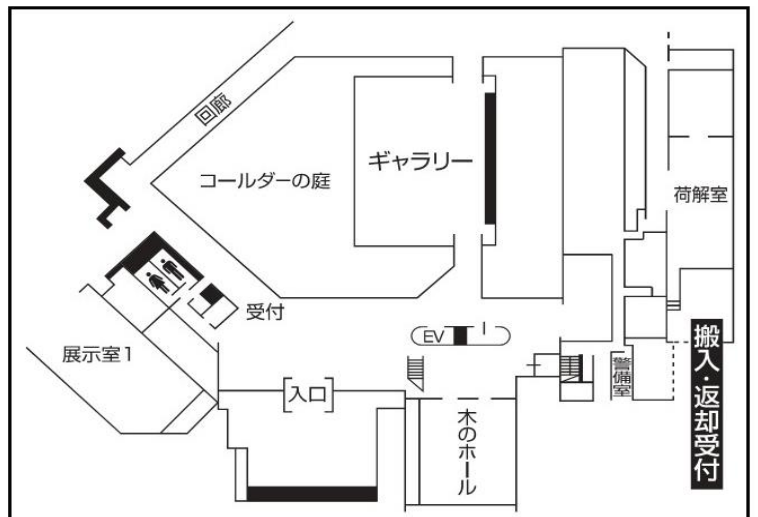 回廊
コールダーの庭
ギャラリー
荷解室
受付
EV
展示室1
入口
木のホール
警備室
搬入・返却受付